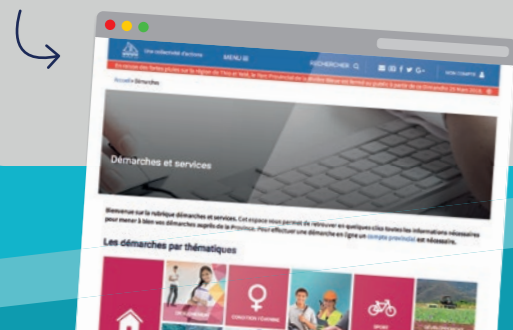 Une collectivité d'actions
MENU
RECHERCHER
MON COMPTE
Accueil Démarches
Démarches et services
Bienvenue sur la rubrique démarches et services. Cet espace vous permet de retrouver en quelques clics toutes les informations nécessaires
pour mener à bien vos démarches auprès de la Province. Pour effectuer une démarche en ligne un compte provincial est nécessaire.
Les démarches par thématiques
CONDITION FÉMININE
SPORT